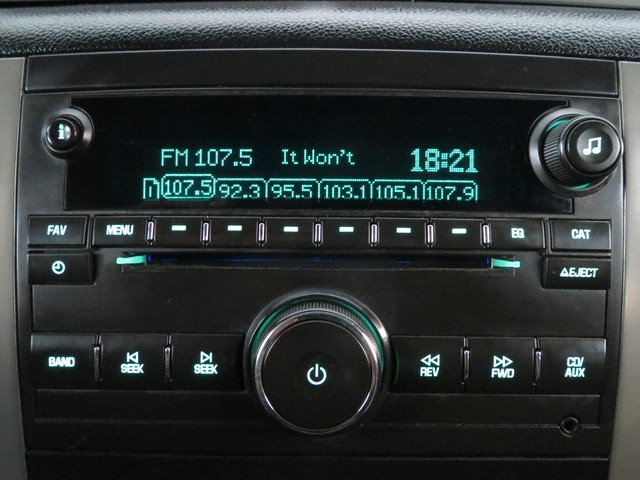 FM 107.5 It Won't 18:21
107.5 92.3 95.5 103.1 105.1 107.9
FAV MENU EQ CAT
EJECT
BAND SEEK SEEK REV FWD CD/AUX